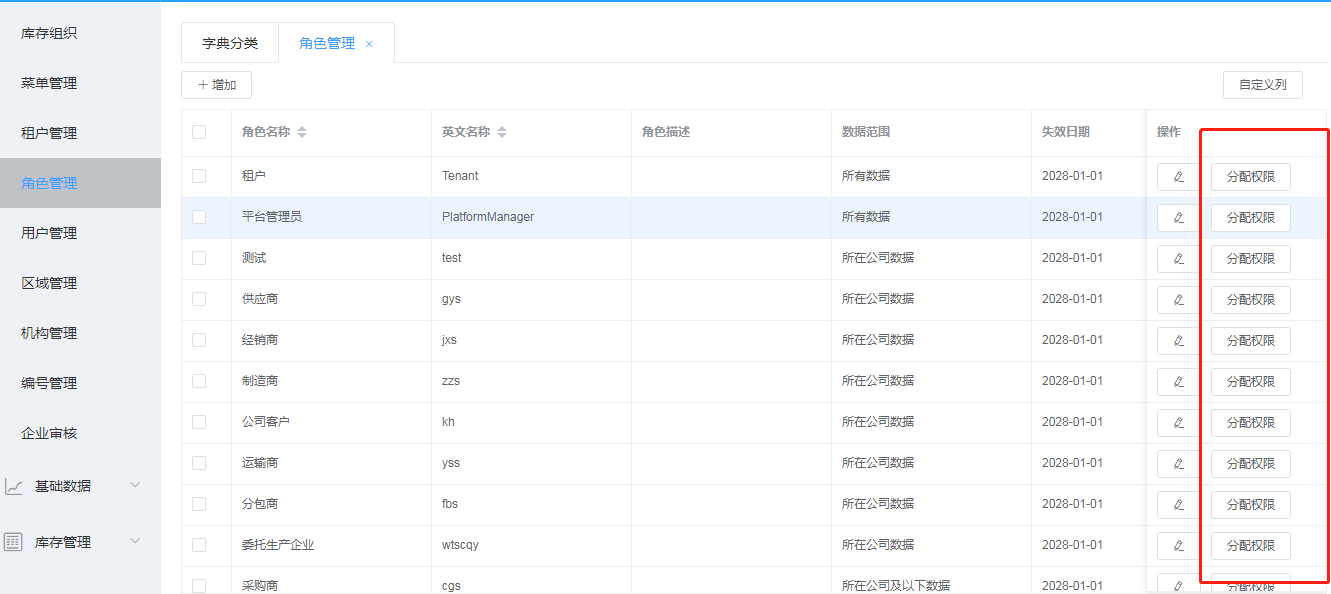 库存组织
菜单管理
租户管理
角色管理
用户管理
区域管理
机构管理
编号管理
企业审核
基础数据
库存管理
字典分类 角色管理 ×
+ 增加 自定义列
角色名称 英文名称 角色描述 数据范围 失效日期 操作
租户 Tenant 所有数据 2028-01-01 分配权限
平台管理员 PlatformManager 所有数据 2028-01-01 分配权限
测试 test 所在公司数据 2028-01-01 分配权限
供应商 gys 所在公司数据 2028-01-01 分配权限
经销商 jxs 所在公司数据 2028-01-01 分配权限
制造商 zzs 所在公司数据 2028-01-01 分配权限
公司客户 kh 所在公司数据 2028-01-01 分配权限
运输商 yss 所在公司数据 2028-01-01 分配权限
分包商 fbs 所在公司数据 2028-01-01 分配权限
委托生产企业 wtscqy 所在公司数据 2028-01-01 分配权限
采购商 cgs 所在公司及以下数据 2028-01-01 分配权限